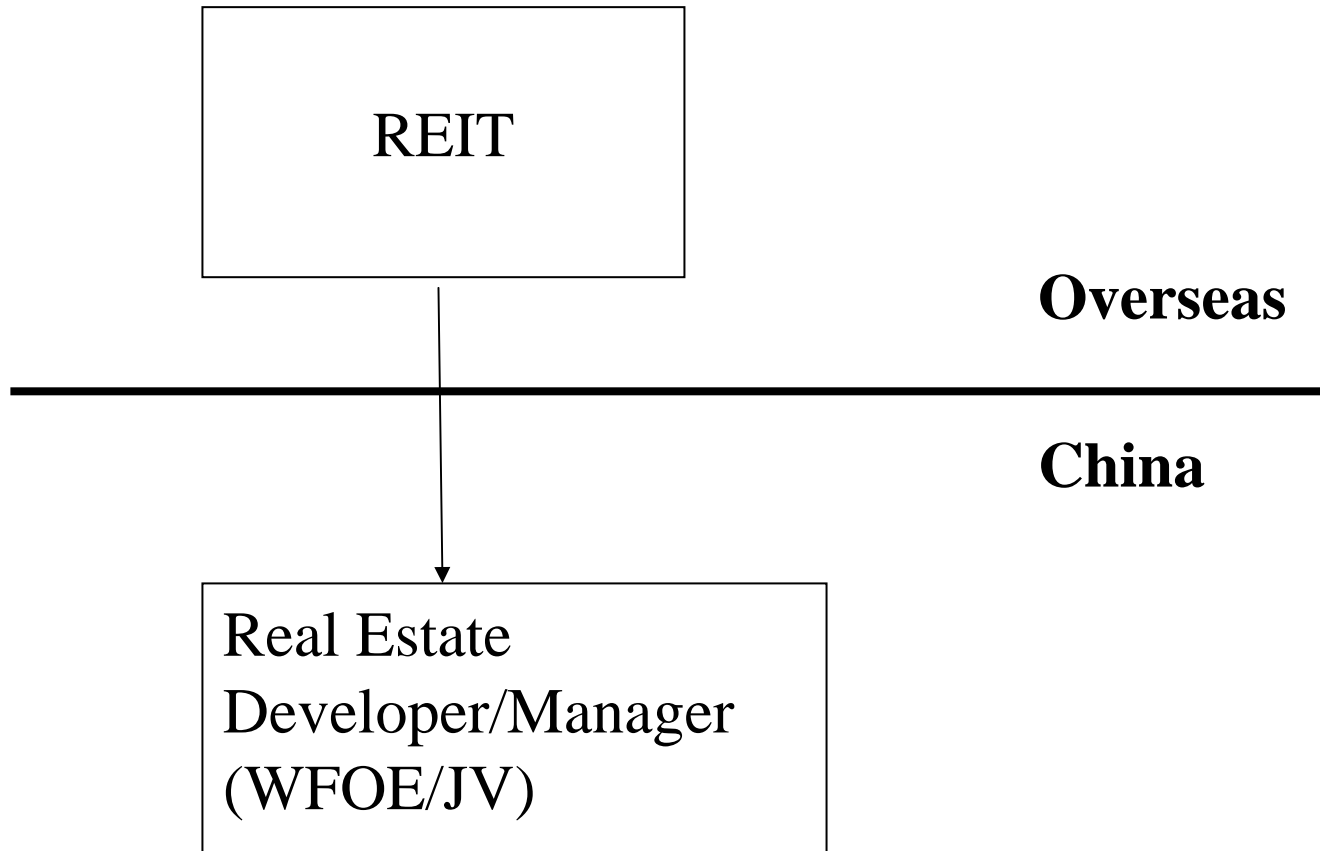 REIT
Overseas
China
Real Estate
Developer/Manager
(WFOE/JV)